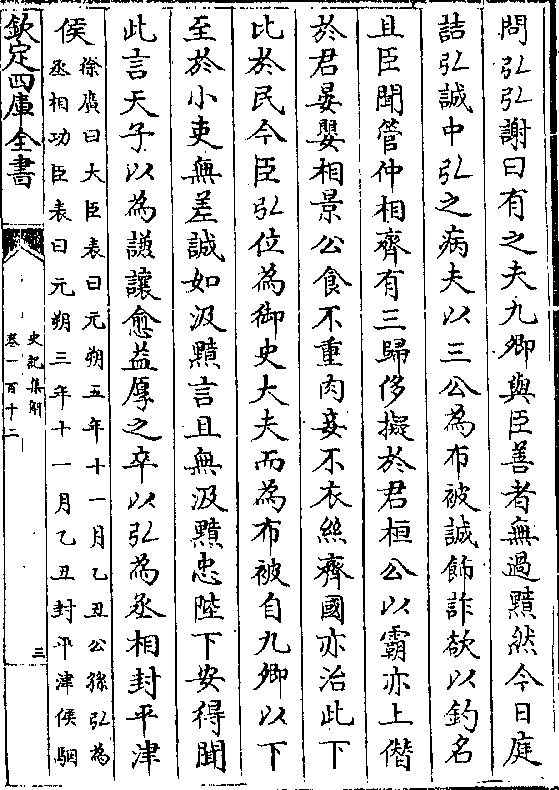 問弘弘謝曰有之夫九卿與臣善者無過黯然今日庭
詰弘誠中弘之病夫以三公為布被誠飾詐欲以釣名
且臣聞管仲相齊有三歸侈擬於君桓公以霸亦上僭
於君晏嬰相景公食不重肉妾不衣絲齊國亦治此下
比於民今臣弘位為御史大夫而為布被自九卿以下
至於小吏無差誠如汲黯言且無汲黯忠陛下安得聞
此言天子以為謙讓愈益厚之卒以弘為丞相封平津
侯
徐廣曰大臣表曰元朔五年十一月乙丑公孫弘為
丞相功臣表曰元朔三年十一月乙丑封平津侯駰
欽定四庫全書
史記集解
卷一百十二
三